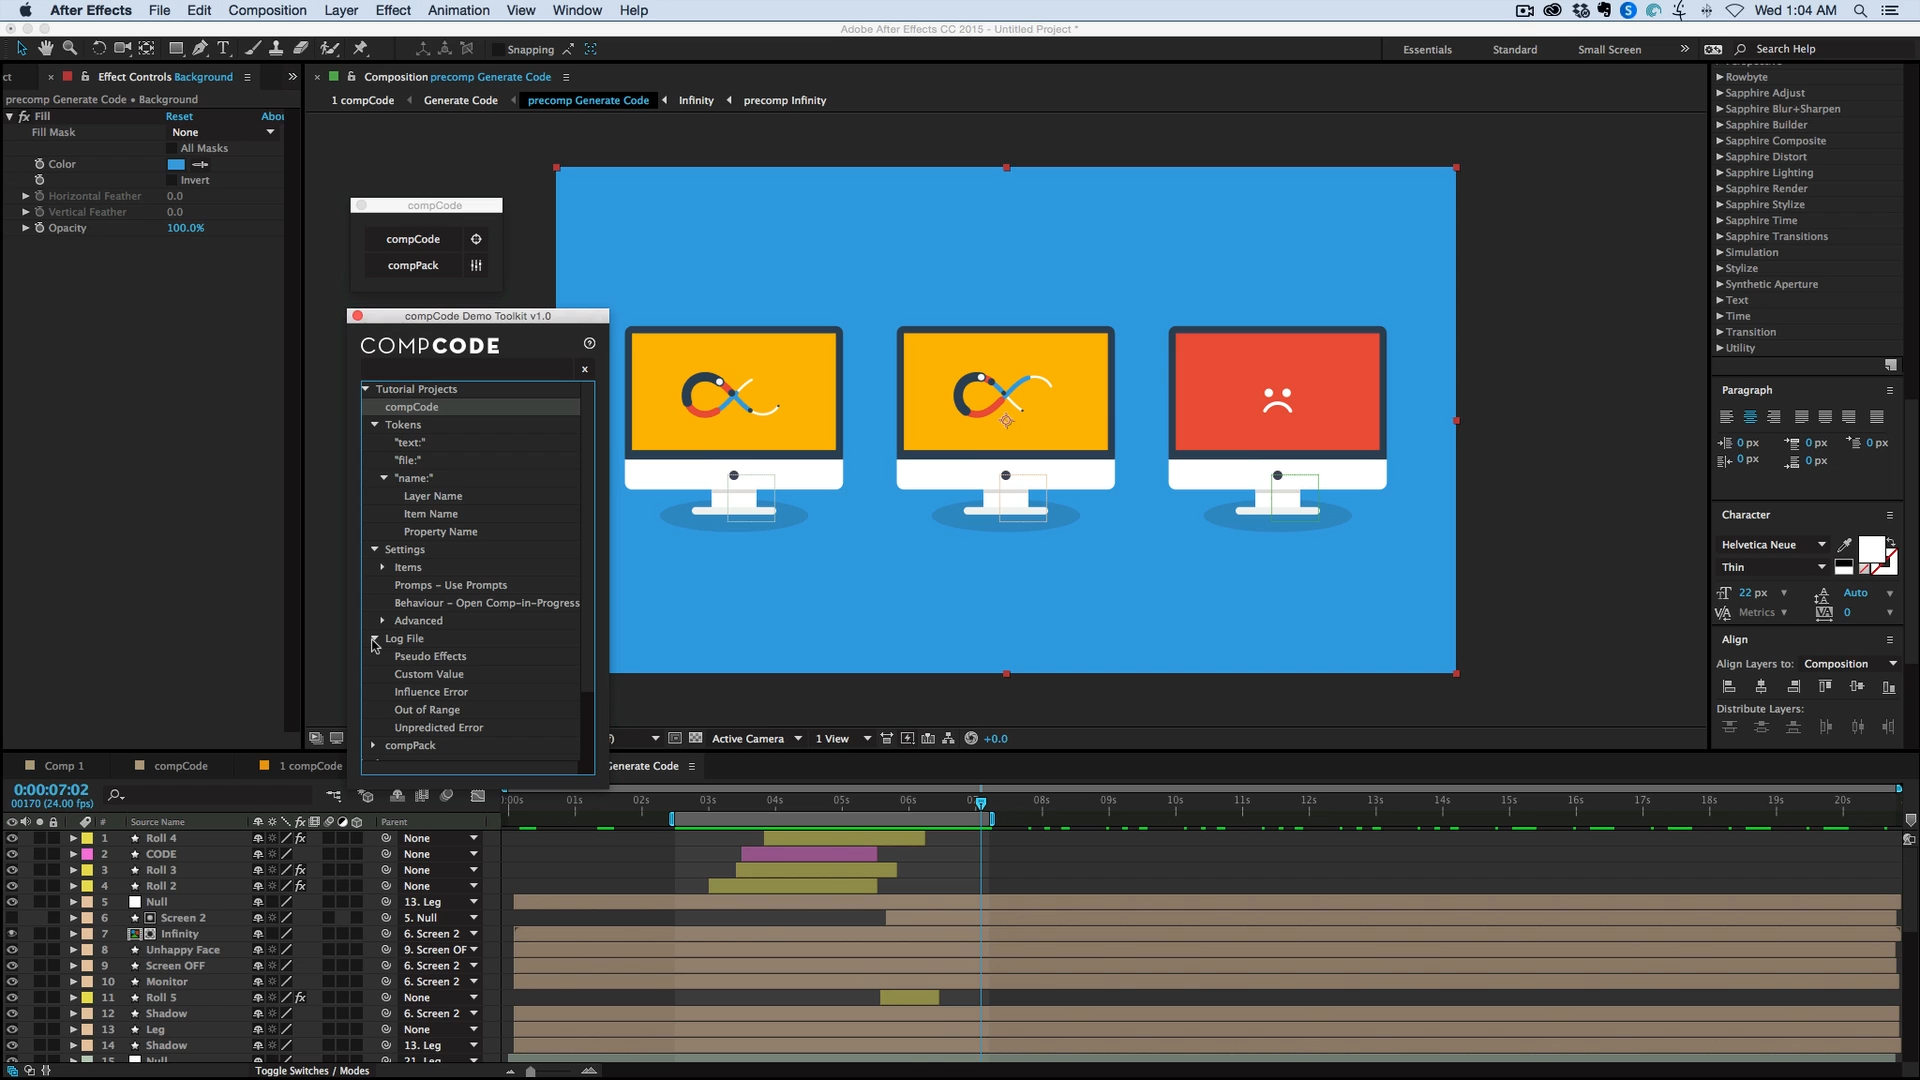 After Effects File Edit Composition Layer Effect Animation View Window Help
Wed 1:04 AM
Adobe After Effects CC 2015 - Untitled Project *
Snapping
Essentials Standard Small Screen
Search Help
ct Effect Controls Background
precomp Generate Code • Background
fx Fill Reset Abou
Fill Mask None
All Masks
Color
Invert
Horizontal Feather 0.0
Vertical Feather 0.0
Opacity 100.0%
Composition precomp Generate Code
1 compCode Generate Code precomp Generate Code Infinity precomp Infinity
compCode
compCode
compPack
compCode Demo Toolkit v1.0
COMPCODE
x
Tutorial Projects
compCode
Tokens
"text:"
"file:"
"name:"
Layer Name
Item Name
Property Name
Settings
Items
Promps - Use Prompts
Behaviour - Open Comp-in-Progress
Advanced
Log File
Pseudo Effects
Custom Value
Influence Error
Out of Range
Unpredicted Error
compPack
Active Camera 1 View +0.0
Rowbyte
Sapphire Adjust
Sapphire Blur+Sharpen
Sapphire Builder
Sapphire Composite
Sapphire Distort
Sapphire Lighting
Sapphire Render
Sapphire Stylize
Sapphire Time
Sapphire Transitions
Simulation
Stylize
Synthetic Aperture
Text
Time
Transition
Utility
Paragraph
0 px 0 px 0 px
0 px 0 px
Character
Helvetica Neue
Thin
22 px Auto
Metrics 0
Align
Align Layers to: Composition
Distribute Layers:
Comp 1 compCode 1 compCode Generate Code
0:00:07:02
00170 (24.00 fps)
:00s 01s 02s 03s 04s 05s 06s 08s 09s 10s 11s 12s 13s 14s 15s 16s 17s 18s 19s 20s
# Source Name fx Parent
1 Roll 4 fx None
2 CODE None
3 Roll 3 fx None
4 Roll 2 fx None
5 Null 13. Leg
6 Screen 2 5. Null
7 Infinity 6. Screen 2
8 Unhappy Face 9. Screen OF
9 Screen OFF 6. Screen 2
10 Monitor 6. Screen 2
11 Roll 5 fx None
12 Shadow 6. Screen 2
13 Leg None
14 Shadow 13. Leg
15 Null 21. Leg
Toggle Switches / Modes